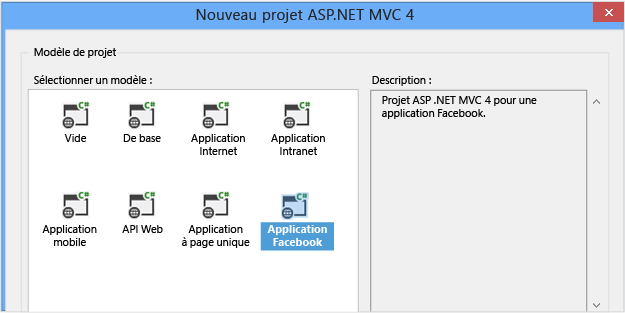 Nouveau projet ASP.NET MVC 4
Modèle de projet
Sélectionner un modèle :
Description :
C#
C#
C#
C#
Vide
De base
Application
Internet
Application
Intranet
Projet ASP .NET MVC 4 pour une
application Facebook.
C#
C#
C#
C#
Application
mobile
API Web
Application
à page unique
Application
Facebook